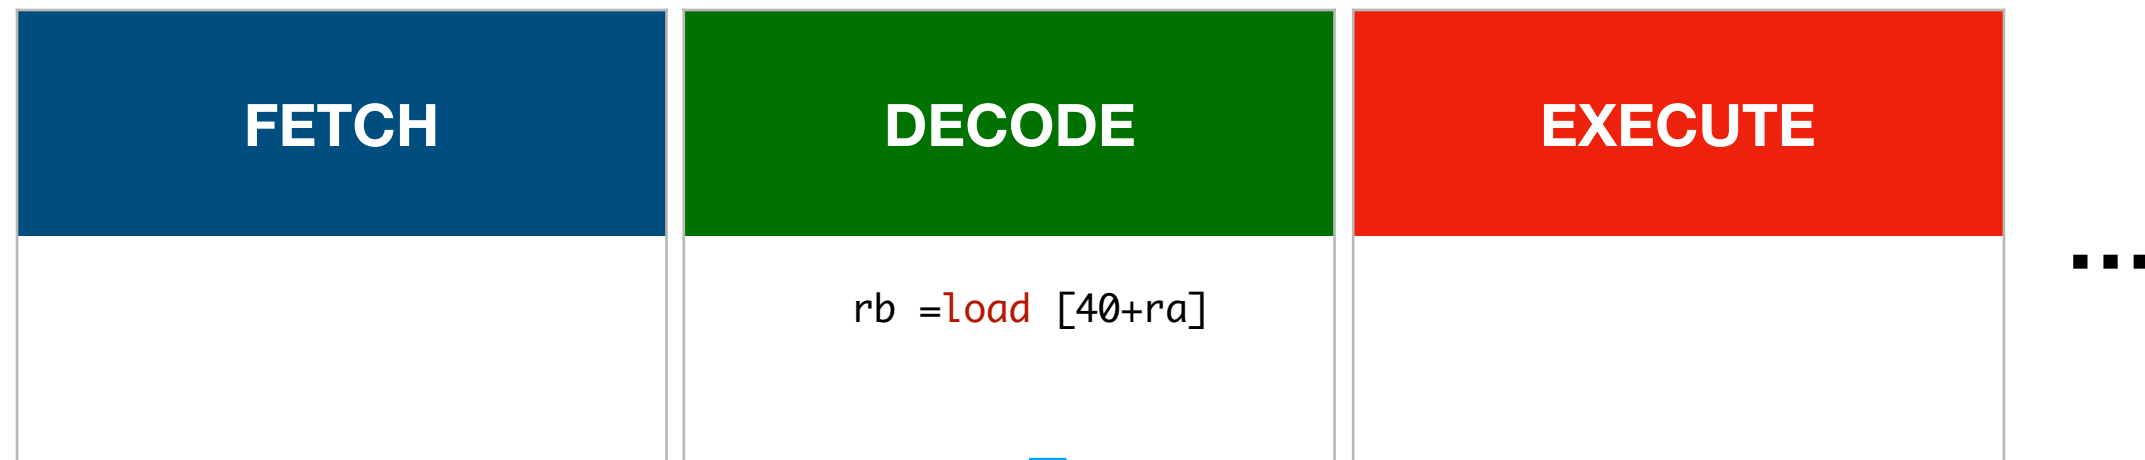 FETCH
DECODE
EXECUTE
rb =load [40+ra]
...